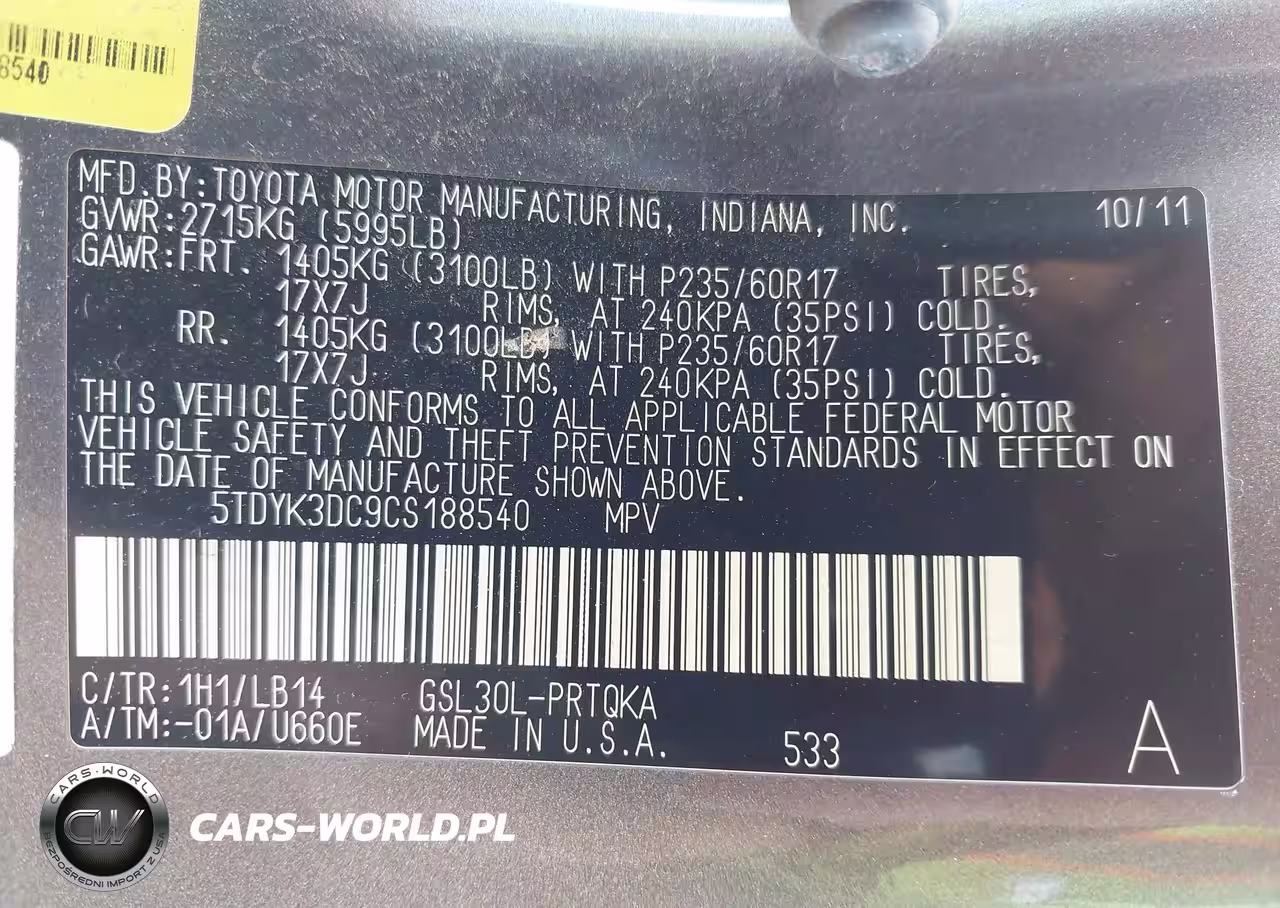 8540
MFD.BY:TOYOTA MOTOR MANUFACTURING, INDIANA, INC. 10/11
GVWR:2715KG (5995LB)
GAWR:FRT. 1405KG (3100LB) WITH P235/60R17 TIRES,
17X7J RIMS, AT 240KPA (35PSI) COLD.
RR. 1405KG (3100LB) WITH P235/60R17 TIRES,
17X7J RIMS, AT 240KPA (35PSI) COLD.
THIS VEHICLE CONFORMS TO ALL APPLICABLE FEDERAL MOTOR
VEHICLE SAFETY AND THEFT PREVENTION STANDARDS IN EFFECT ON
THE DATE OF MANUFACTURE SHOWN ABOVE.
5TDYK3DC9CS188540 MPV
C/TR:1H1/LB14 GSL30L-PRTQKA
A/TM:-01A/U660E MADE IN U.S.A. 533 A
CARS-WORLD
CW
BEZPOŚREDNI IMPORT Z USA
CARS-WORLD.PL